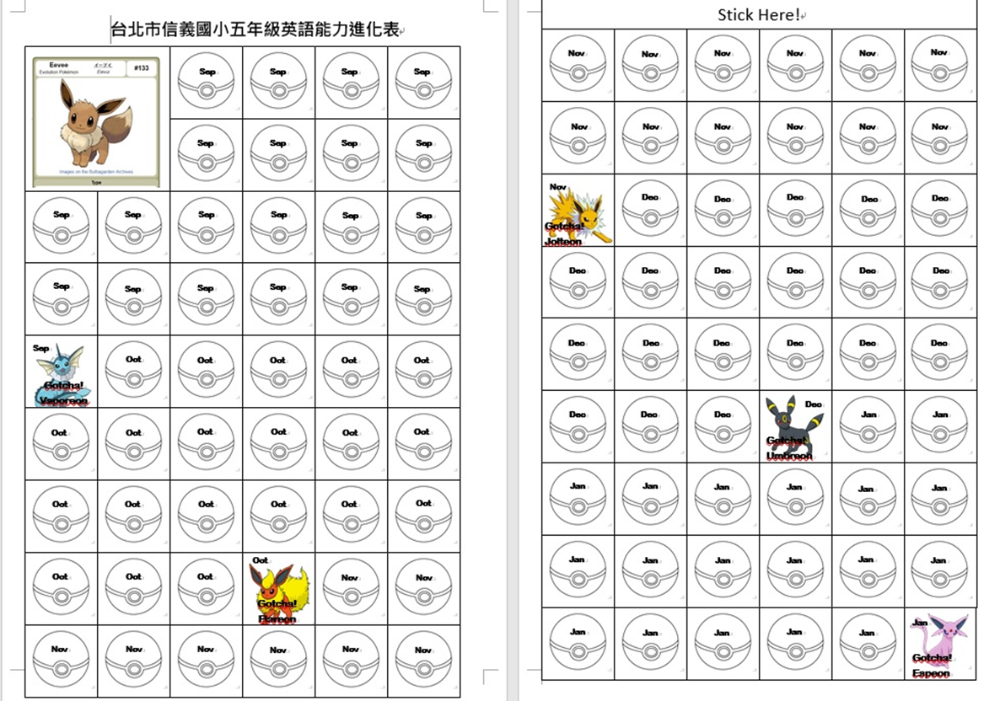 台北市信義國小五年級英語能力進化表
Eevee
Evolution Pokémon
イーブイ
Eievui
#133
Images on the Bulbagarden Archives
Type
Sep Sep Sep Sep
Sep Sep Sep Sep
Sep Sep Sep Sep Sep Sep
Sep Sep Sep Sep Sep Sep
Sep Oct Oct Oct Oct Oct
Gotcha!
Vaporeon
Oct Oct Oct Oct Oct Oct
Oct Oct Oct Oct Oct Oct
Oct Oct Oct Oct Nov Nov
Gotcha!
Flareon
Nov Nov Nov Nov Nov Nov
Stick Here!
Nov Nov Nov Nov Nov Nov
Nov Nov Nov Nov Nov Nov
Nov Dec Dec Dec Dec Dec
Gotcha!
Jolteon
Dec Dec Dec Dec Dec Dec
Dec Dec Dec Dec Dec Dec
Dec Dec Dec Dec Jan Jan
Gotcha!
Umbreon
Jan Jan Jan Jan Jan Jan
Jan Jan Jan Jan Jan Jan
Jan Jan Jan Jan Jan Jan
Gotcha!
Espeon